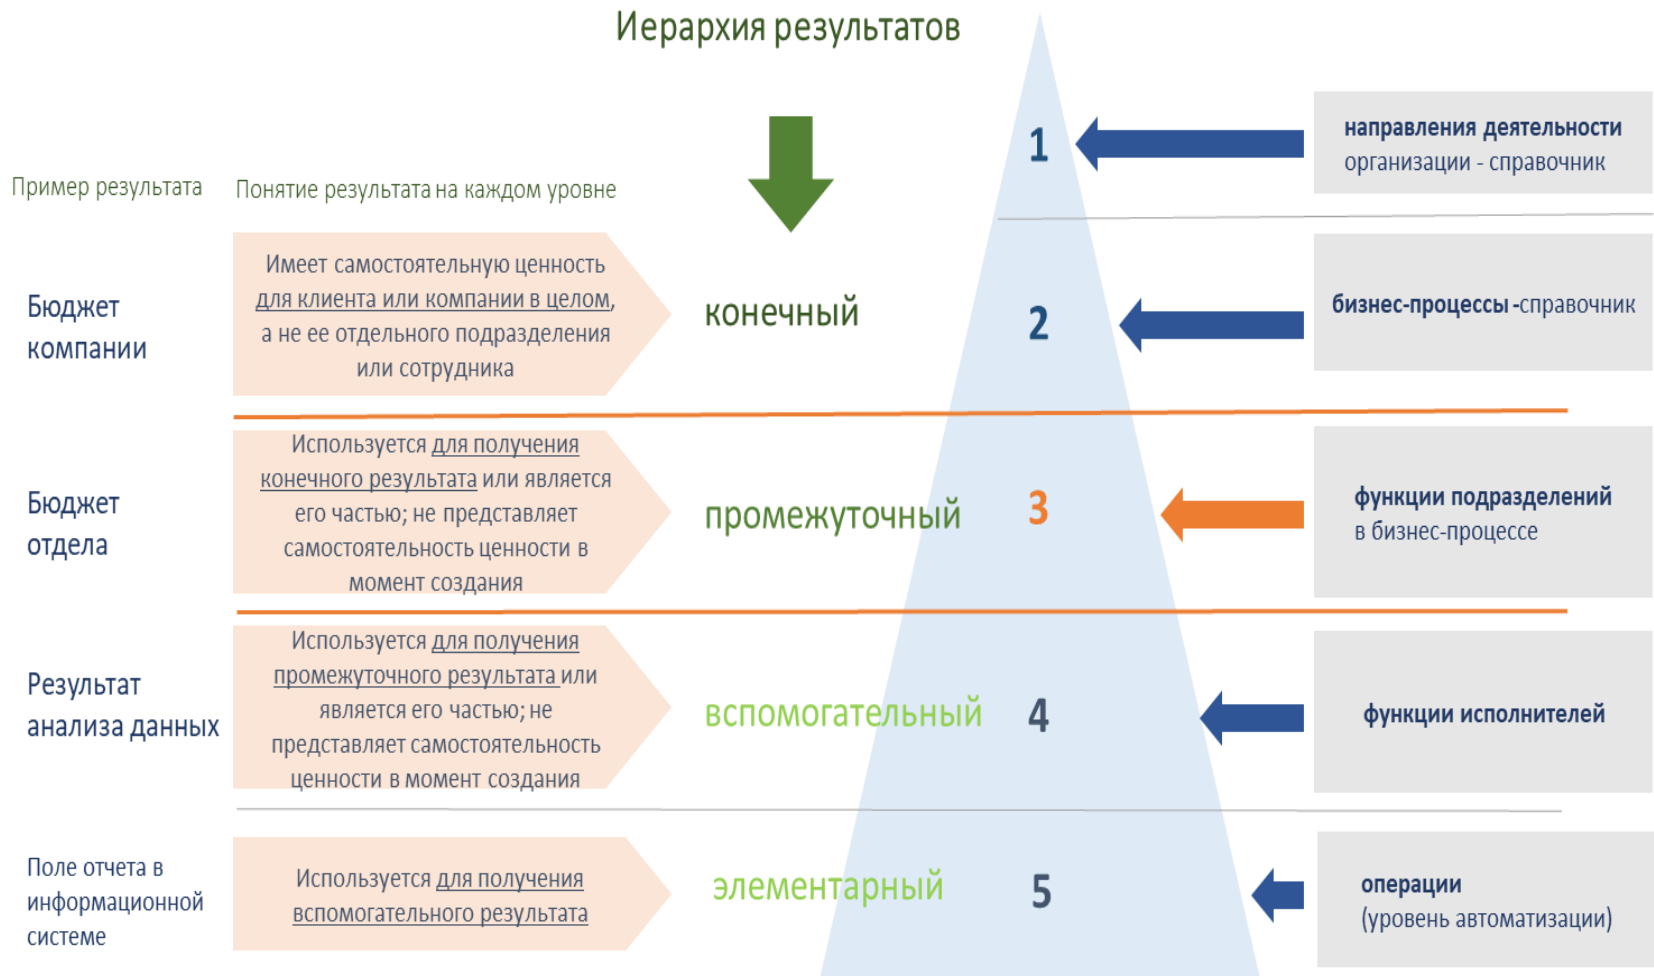 Иерархия результатов
1
направления деятельности
организации - справочник
Пример результата
Понятие результата на каждом уровне
Бюджет
компании
Имеет самостоятельную ценность
для клиента или компании в целом,
а не ее отдельного подразделения
или сотрудника
конечный
2
бизнес-процессы -справочник
Бюджет
отдела
Используется для получения
конечного результата или является
его частью; не представляет
самостоятельность ценности в
момент создания
промежуточный
3
функции подразделений
в бизнес-процессе
Результат
анализа данных
Используется для получения
промежуточного результата или
является его частью; не
представляет самостоятельность
ценности в момент создания
вспомогательный
4
функции исполнителей
Поле отчета в
информационной
системе
Используется для получения
вспомогательного результата
элементарный
5
операции
(уровень автоматизации)